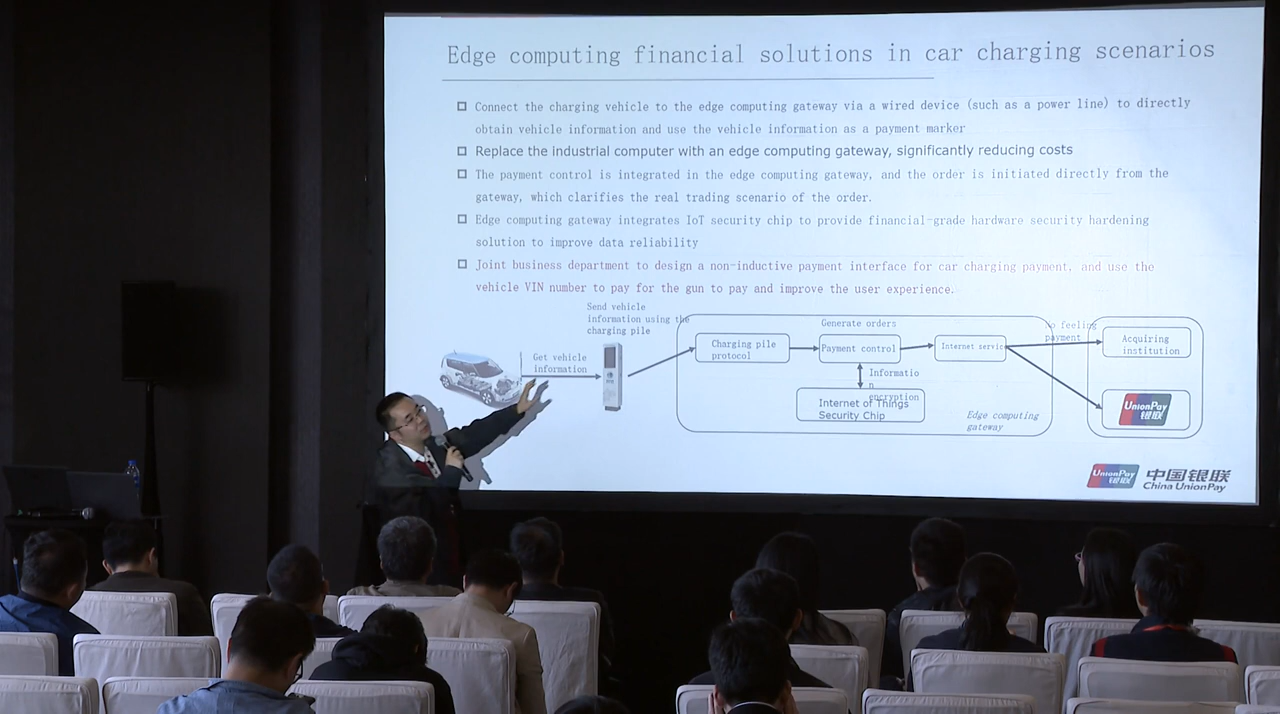 Edge computing financial solutions in car charging scenarios
Connect the charging vehicle to the edge computing gateway via a wired device (such as a power line) to directly
obtain vehicle information and use the vehicle information as a payment marker
Replace the industrial computer with an edge computing gateway, significantly reducing costs
The payment control is integrated in the edge computing gateway, and the order is initiated directly from the
gateway, which clarifies the real trading scenario of the order.
Edge computing gateway integrates IoT security chip to provide financial-grade hardware security hardening
solution to improve data reliability
Joint business department to design a non-inductive payment interface for car charging payment, and use the
vehicle VIN number to pay for the gun to pay and improve the user experience.
Send vehicle
information using the
charging pile
Get vehicle
information
Charging pile
protocol
Generate orders
Payment control
Informatio
n
encryption
Internet of Things
Security Chip
Internet servic
Edge computing
gateway
feeling
payment
Acquiring
institution
UnionPay
银联
UnionPay
银联
中国银联
China UnionPay